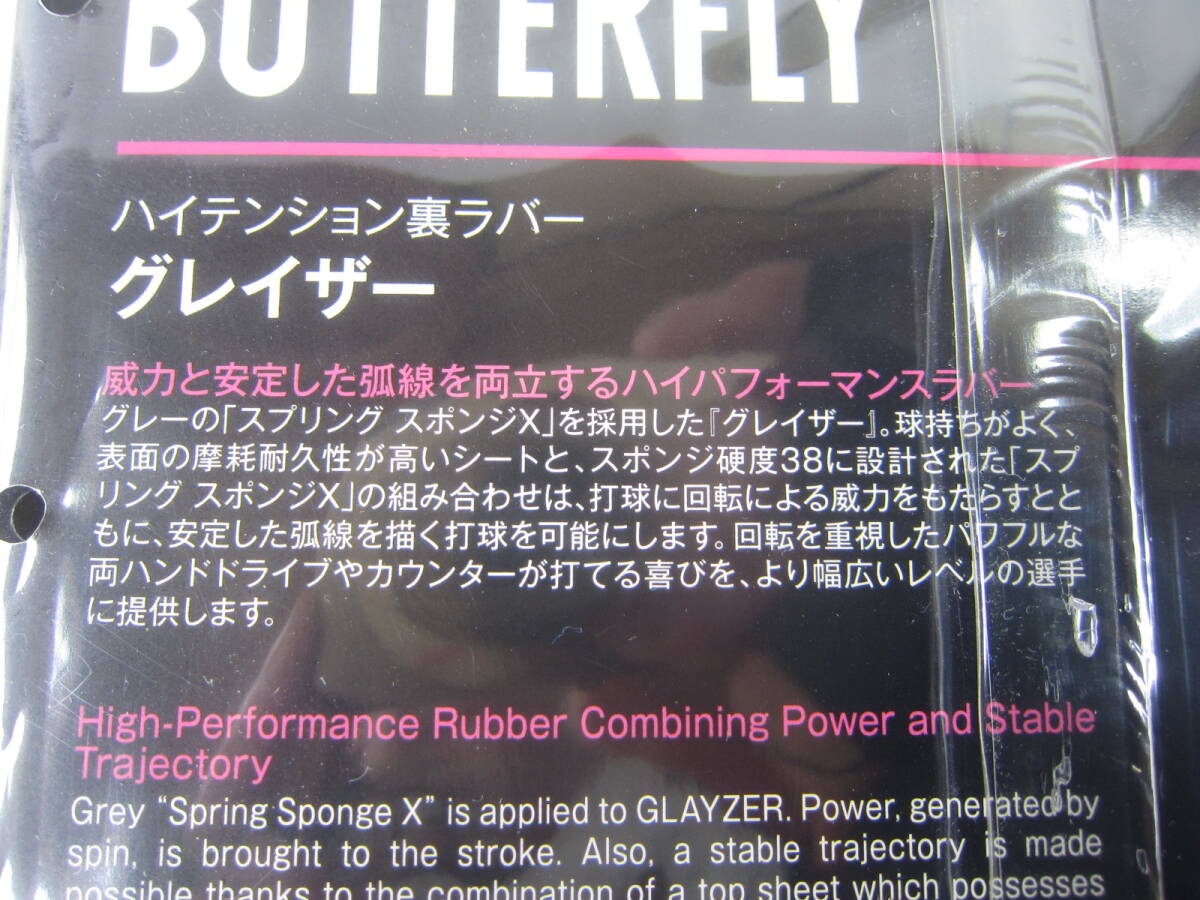 BUTTERFLY
ハイテンション裏ラバー
グレイザー
威力と安定した弧線を両立するハイパフォーマンスラバー
グレーの「スプリング スポンジX」を採用した『グレイザー』。球持ちがよく、
表面の摩耗耐久性が高いシートと、スポンジ硬度38に設計された「スプ
リング スポンジX」の組み合わせは、打球に回転による威力をもたらすとと
もに、安定した弧線を描く打球を可能にします。回転を重視したパワフルな
両ハンドドライブやカウンターが打てる喜びを、より幅広いレベルの選手
に提供します。
High-Performance Rubber Combining Power and Stable
Trajectory
Grey “Spring Sponge X” is applied to GLAYZER. Power, generated by
spin, is brought to the stroke. Also, a stable trajectory is made
possible thanks to the combination of a top sheet which possesses